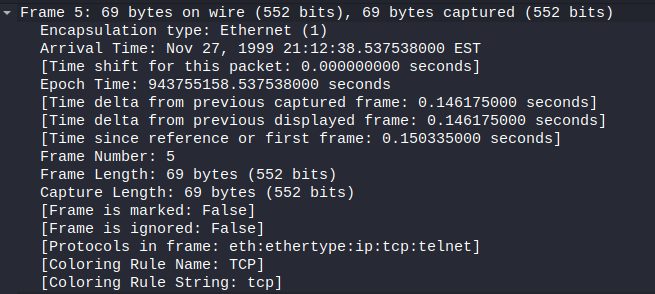 Frame 5: 69 bytes on wire (552 bits), 69 bytes captured (552 bits)
Encapsulation type: Ethernet (1)
Arrival Time: Nov 27, 1999 21:12:38.537538000 EST
[Time shift for this packet: 0.000000000 seconds]
Epoch Time: 943755158.537538000 seconds
[Time delta from previous captured frame: 0.146175000 seconds]
[Time delta from previous displayed frame: 0.146175000 seconds]
[Time since reference or first frame: 0.150335000 seconds]
Frame Number: 5
Frame Length: 69 bytes (552 bits)
Capture Length: 69 bytes (552 bits)
[Frame is marked: False]
[Frame is ignored: False]
[Protocols in frame: eth:ethertype:ip:tcp:telnet]
[Coloring Rule Name: TCP]
[Coloring Rule String: tcp]